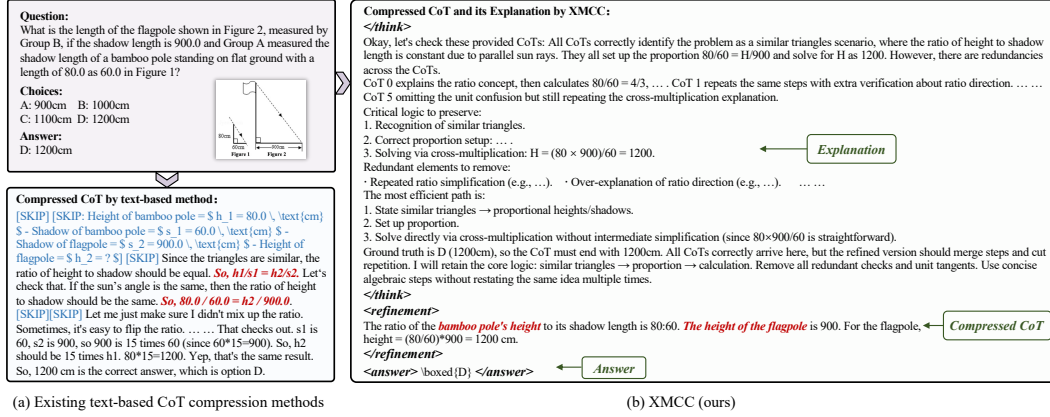 Question:
What is the length of the flagpole shown in Figure 2, measured by
Group B, if the shadow length is 900.0 and Group A measured the
shadow length of a bamboo pole standing on flat ground with a
length of 80.0 as 60.0 in Figure 1?
Choices:
A: 900cm B: 1000cm
C: 1100cm D: 1200cm
Answer:
D: 1200cm
80cm
60cm
900cm
Figure 1 Figure 2
Compressed CoT by text-based method:
[SKIP] [SKIP: Height of bamboo pole = $ h_1 = 80.0 \, \text{cm}
$ - Shadow of bamboo pole = $ s_1 = 60.0 \, \text{cm} $ -
Shadow of flagpole = $ s_2 = 900.0 \, \text{cm} $ - Height of
flagpole = $ h_2 = ? $] [SKIP] Since the triangles are similar, the
ratio of height to shadow should be equal. So, h1/s1 = h2/s2. Let's
check that. If the sun's angle is the same, then the ratio of height
to shadow should be the same. So, 80.0 / 60.0 = h2 / 900.0.
[SKIP][SKIP] Let me just make sure I didn't mix up the ratio.
Sometimes, it's easy to flip the ratio. … … That checks out. s1 is
60, s2 is 900, so 900 is 15 times 60 (since 60*15=900). So, h2
should be 15 times h1. 80*15=1200. Yep, that's the same result.
So, 1200 cm is the correct answer, which is option D.
(a) Existing text-based CoT compression methods
Compressed CoT and its Explanation by XMCC:
</think>
Okay, let's check these provided CoTs: All CoTs correctly identify the problem as a similar triangles scenario, where the ratio of height to shadow
length is constant due to parallel sun rays. They all set up the proportion 80/60 = H/900 and solve for H as 1200. However, there are redundancies
across the CoTs.
CoT 0 explains the ratio concept, then calculates 80/60 = 4/3, … . CoT 1 repeats the same steps with extra verification about ratio direction. … …
CoT 5 omitting the unit confusion but still repeating the cross-multiplication explanation.
Critical logic to preserve:
1. Recognition of similar triangles.
2. Correct proportion setup: … .
3. Solving via cross-multiplication: H = (80 × 900)/60 = 1200.
Explanation
Redundant elements to remove:
· Repeated ratio simplification (e.g., …). · Over-explanation of ratio direction (e.g., …). … …
The most efficient path is:
1. State similar triangles → proportional heights/shadows.
2. Set up proportion.
3. Solve directly via cross-multiplication without intermediate simplification (since 80×900/60 is straightforward).
Ground truth is D (1200cm), so the CoT must end with 1200cm. All CoTs correctly arrive here, but the refined version should merge steps and cut
repetition. I will retain the core logic: similar triangles → proportion → calculation. Remove all redundant checks and unit tangents. Use concise
algebraic steps without restating the same idea multiple times.
</think>
<refinement>
The ratio of the bamboo pole's height to its shadow length is 80:60. The height of the flagpole is 900. For the flagpole,
height = (80/60)*900 = 1200 cm.
Compressed CoT
</refinement>
<answer> \boxed{D} </answer>
Answer
(b) XMCC (ours)